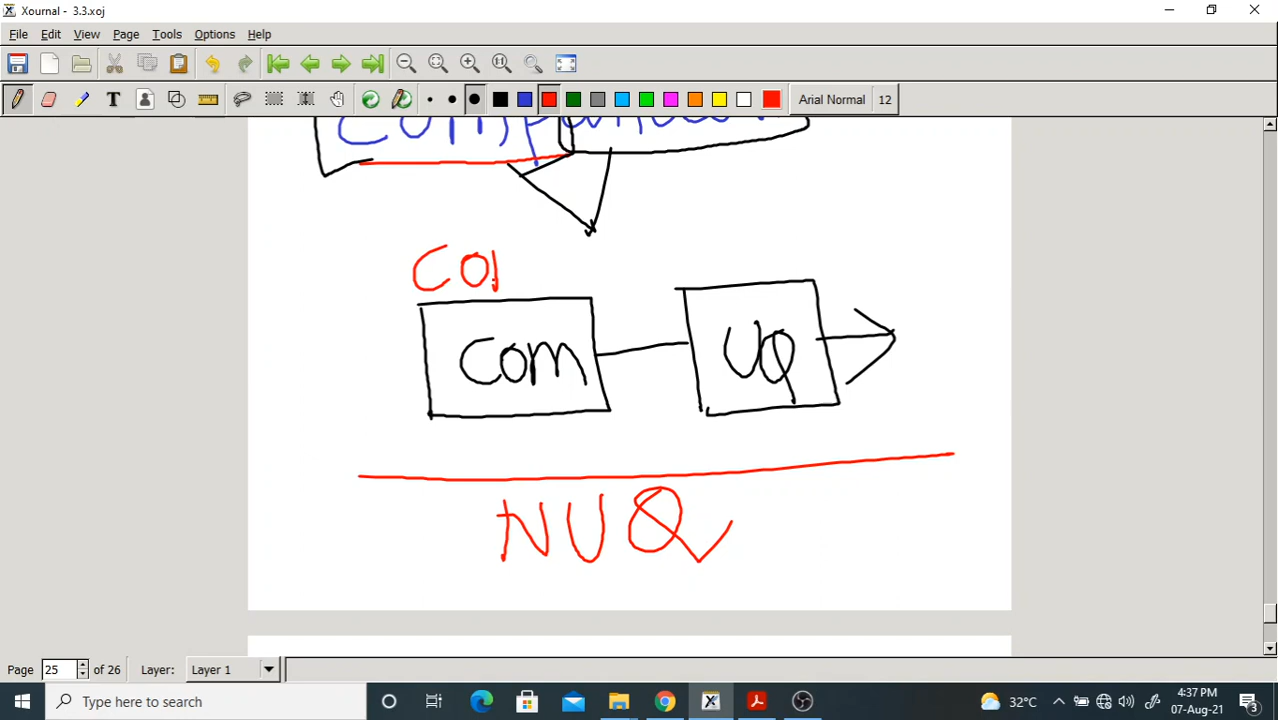 Xournal - 3.3.xoj
File Edit View Page Tools Options Help
Arial Normal 12
CO
com UQ
NUQ
Page 25 of 26 Layer: Layer 1
Type here to search
32°C
4:37 PM
07-Aug-21
3